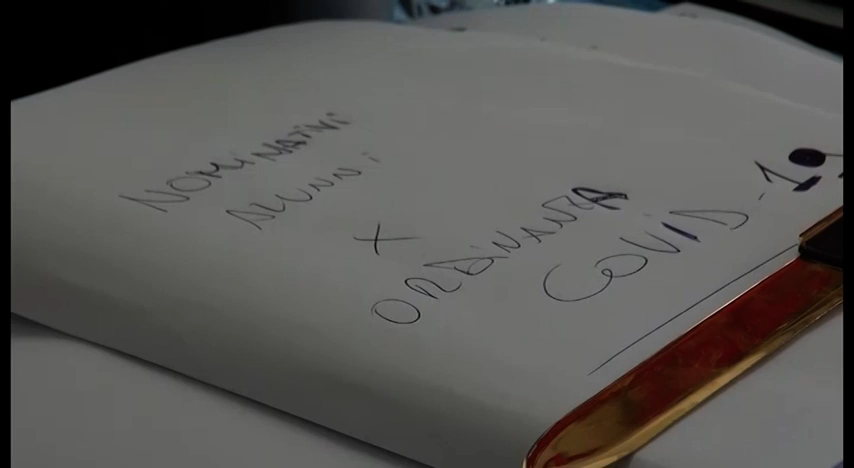 NOMINATIVI
ALUNNI
X
ORDINANZA
COVID-19